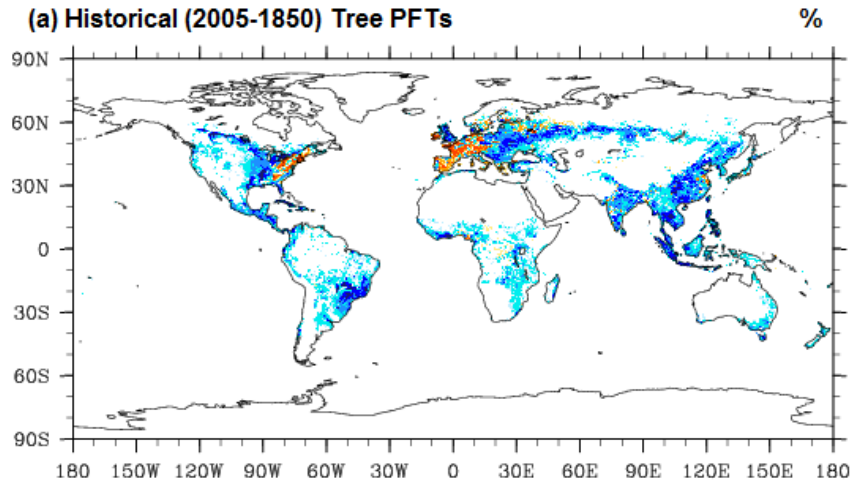 (a) Historical (2005-1850) Tree PFTs %
90N
60N
30N
0
30S
60S
90S
180 150W 120W 90W 60W 30W 0 30E 60E 90E 120E 150E 180